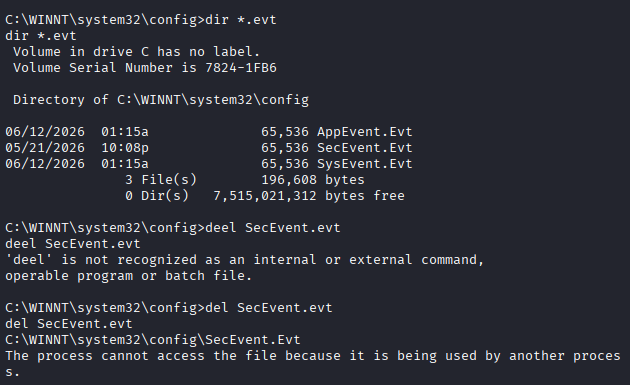 C:\WINNT\system32\config>dir *.evt
dir *.evt
 Volume in drive C has no label.
 Volume Serial Number is 7824-1FB6

 Directory of C:\WINNT\system32\config

06/12/2026  01:15a              65,536 AppEvent.Evt
05/21/2026  10:08p              65,536 SecEvent.Evt
06/12/2026  01:15a              65,536 SysEvent.Evt
               3 File(s)        196,608 bytes
               0 Dir(s)   7,515,021,312 bytes free

C:\WINNT\system32\config>deel SecEvent.evt
deel SecEvent.evt
'deel' is not recognized as an internal or external command,
operable program or batch file.

C:\WINNT\system32\config>del SecEvent.evt
del SecEvent.evt
C:\WINNT\system32\config\SecEvent.Evt
The process cannot access the file because it is being used by another proces
s.